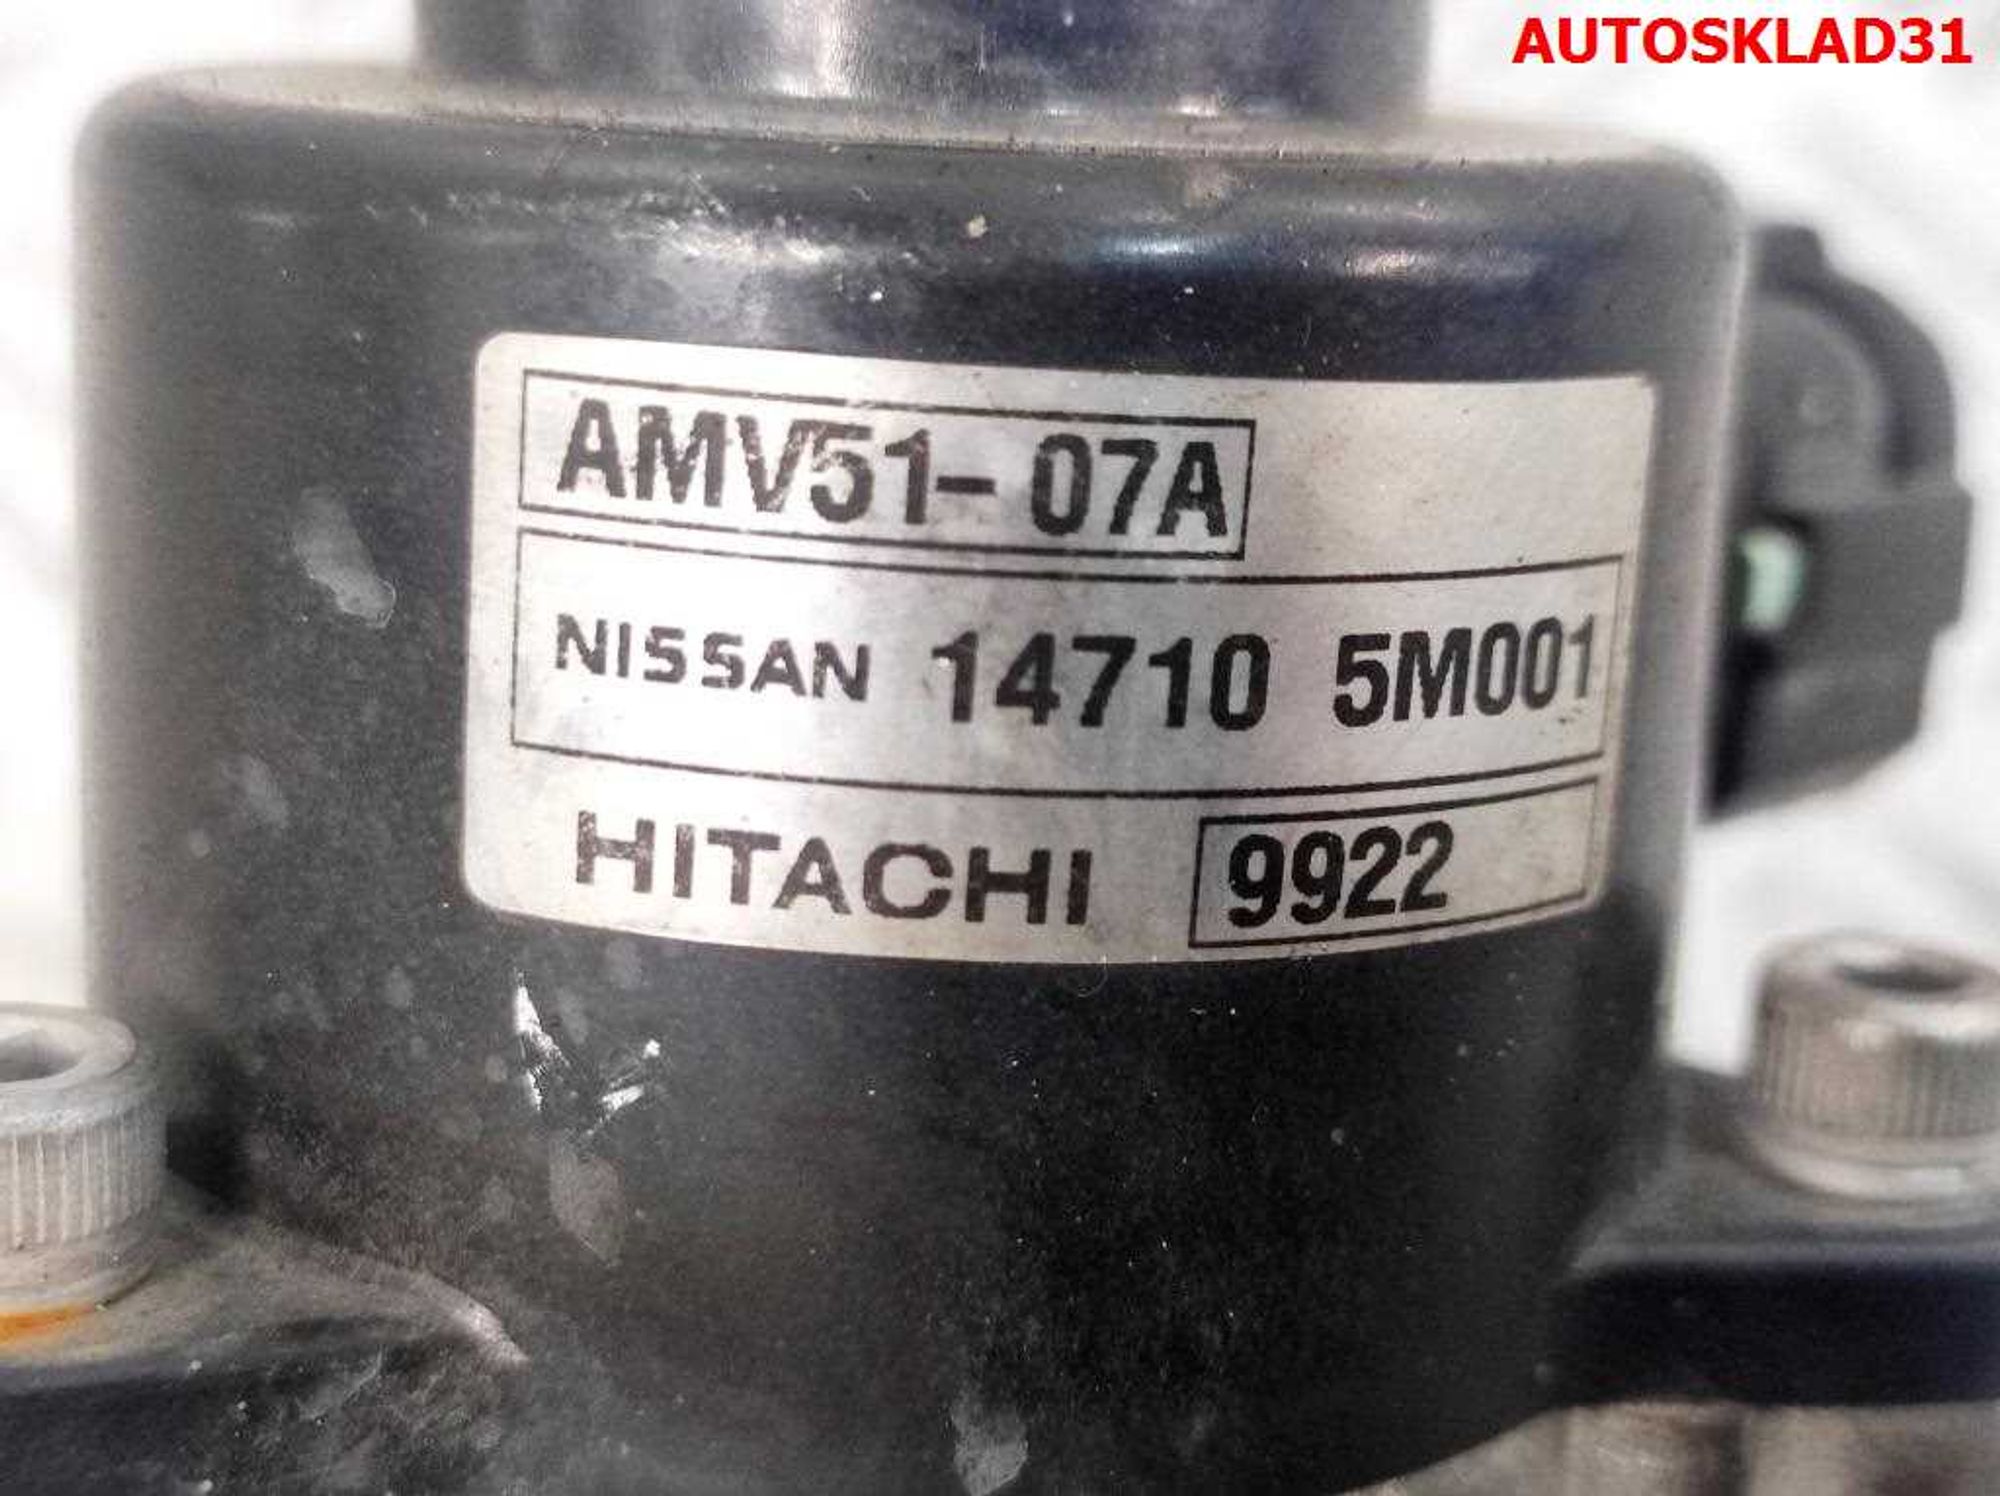 AUTOSKLAD31
AMV51-07A
NISSAN 14710 5M001
HITACHI 9922